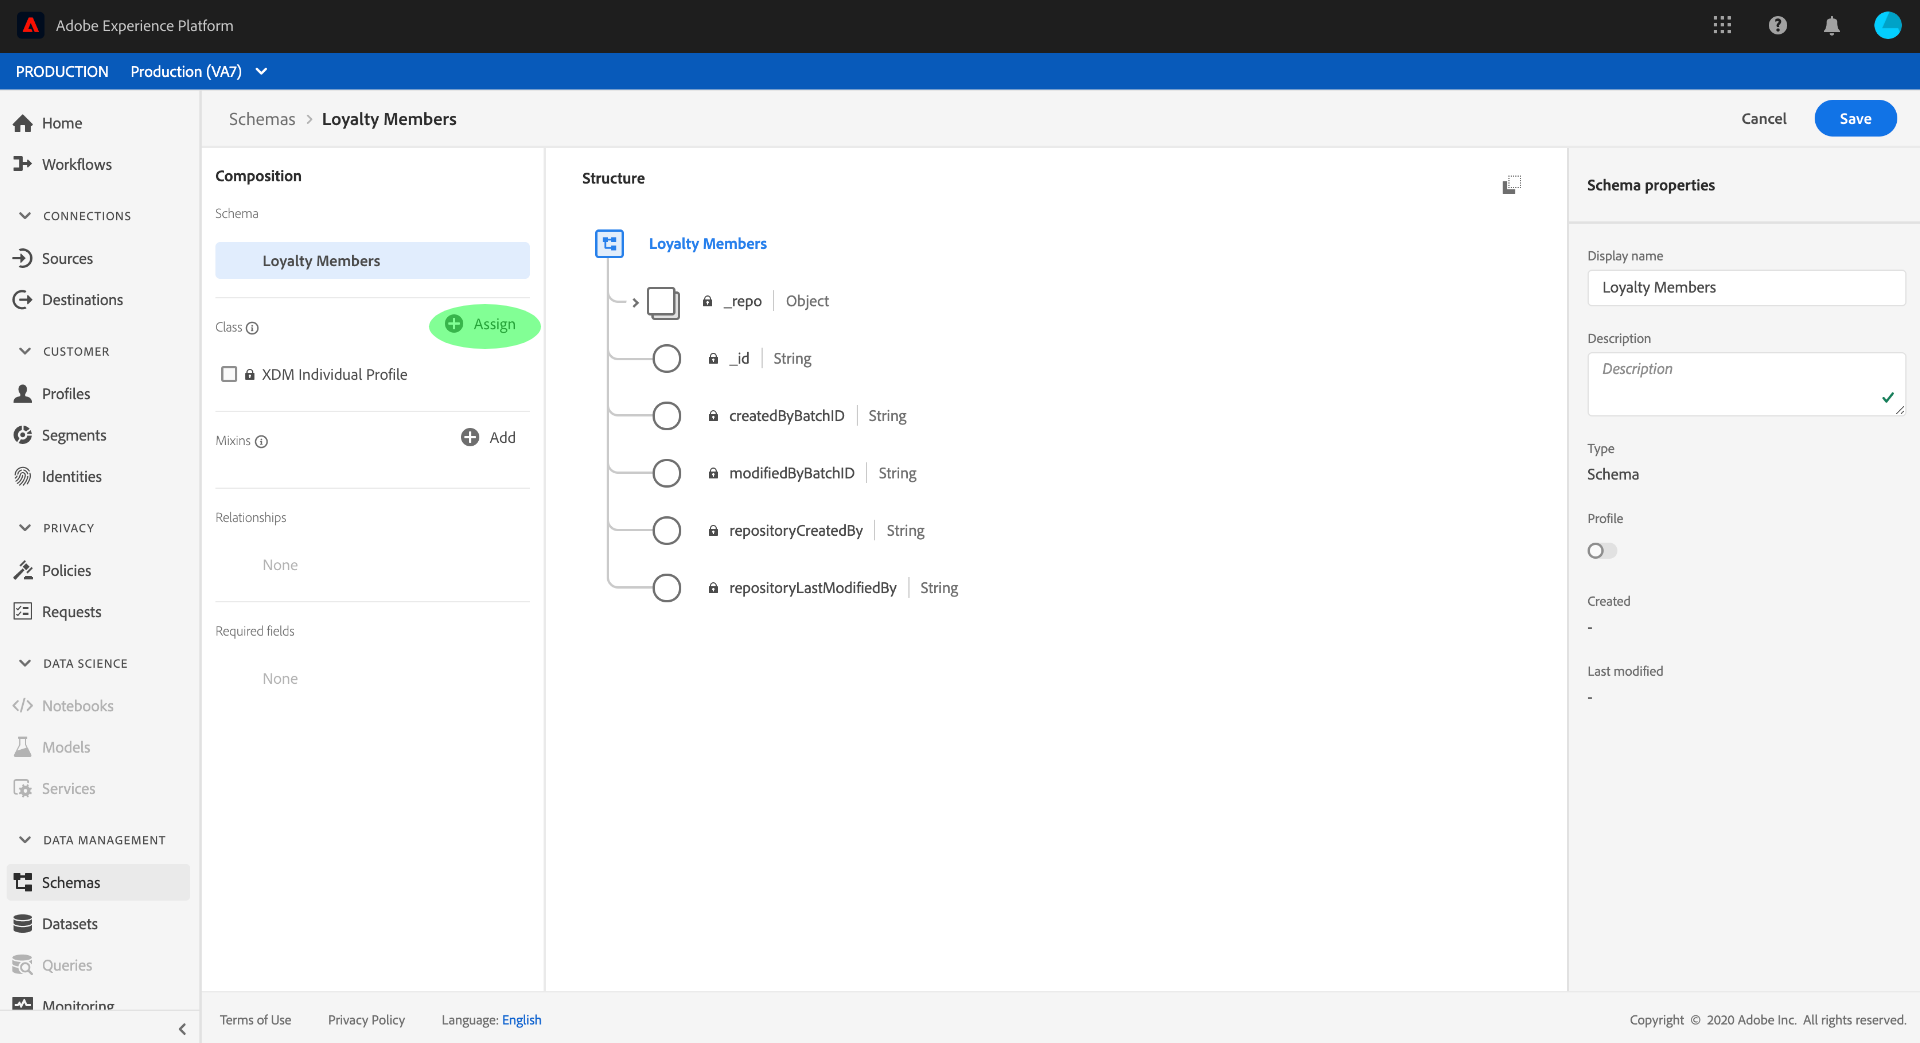 Adobe Experience Platform
PRODUCTION Production (VA7)
Home
Workflows
CONNECTIONS
Sources
Destinations
CUSTOMER
Profiles
Segments
Identities
PRIVACY
Policies
Requests
DATA SCIENCE
Notebooks
Models
Services
DATA MANAGEMENT
Schemas
Datasets
Queries
Monitoring
Schemas > Loyalty Members
Cancel
Save
Composition
Schema
Loyalty Members
Class
Assign
XDM Individual Profile
Mixins
Add
Relationships
None
Required fields
None
Structure
Loyalty Members
_repo | Object
_id | String
createdByBatchID | String
modifiedByBatchID | String
repositoryCreatedBy | String
repositoryLastModifiedBy | String
Schema properties
Display name
Loyalty Members
Description
Description
Type
Schema
Profile
Created
-
Last modified
-
Terms of Use Privacy Policy Language: English
Copyright © 2020 Adobe Inc. All rights reserved.